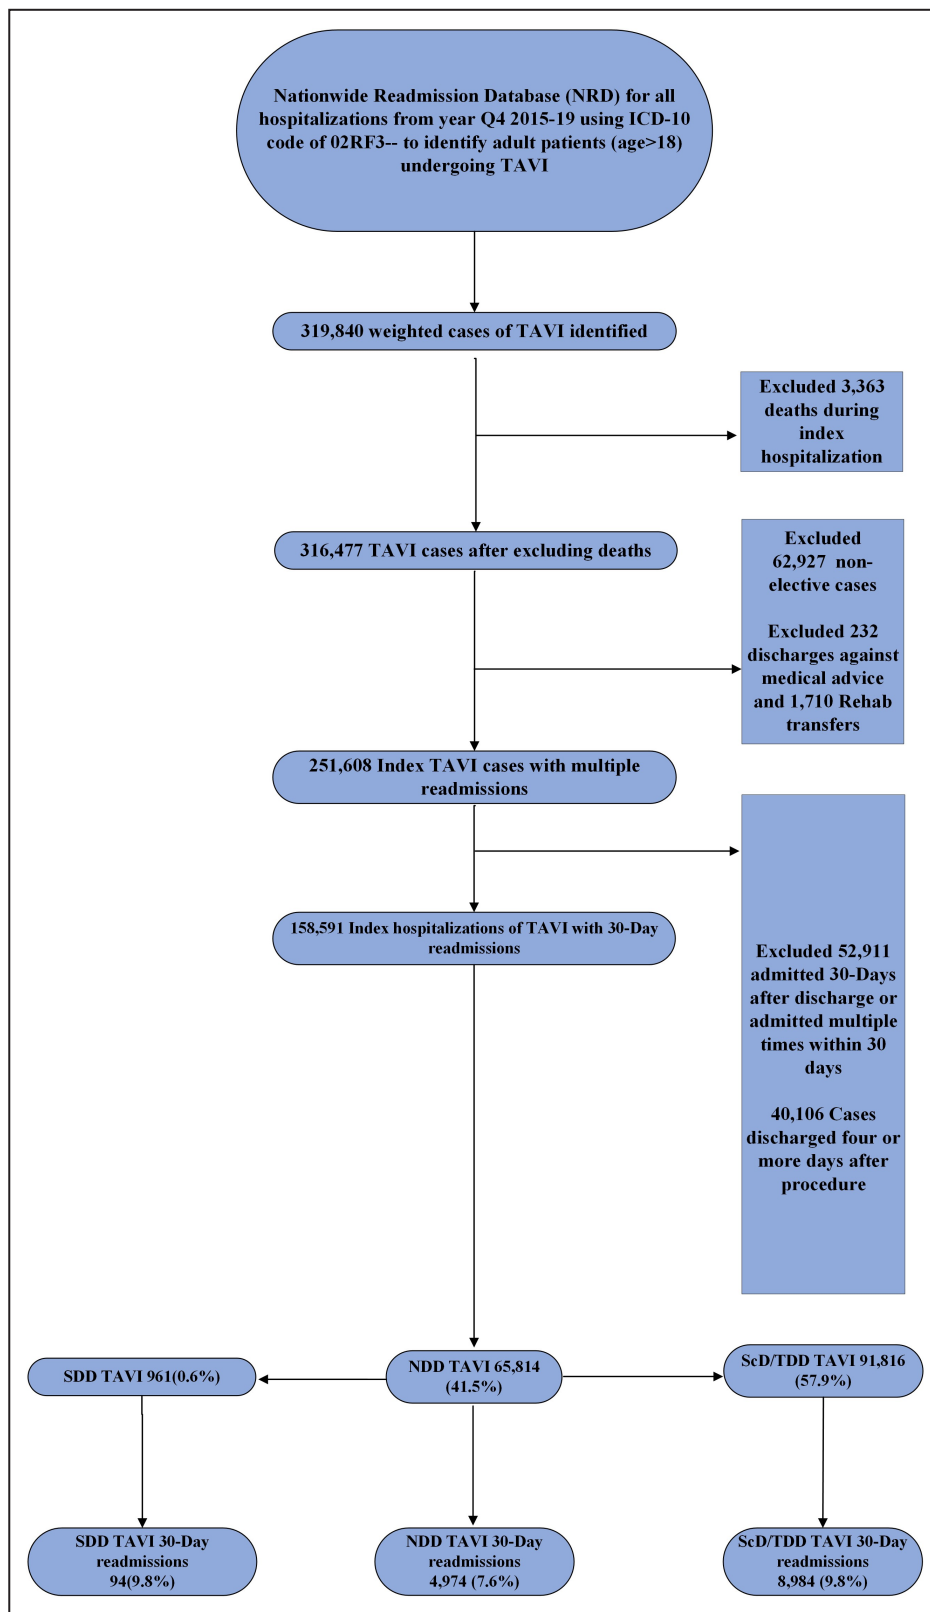 Nationwide Readmission Database (NRD) for all
hospitalizations from year Q4 2015-19 using ICD-10
code of 02RF3-- to identify adult patients (age>18)
undergoing TAVI
319,840 weighted cases of TAVI identified
Excluded 3,363
deaths during
index
hospitalization
316,477 TAVI cases after excluding deaths
Excluded
62,927 non-
elective cases
Excluded 232
discharges against
medical advice
and 1,710 Rehab
transfers
251,608 Index TAVI cases with multiple
readmissions
158,591 Index hospitalizations of TAVI with 30-Day
readmissions
Excluded 52,911
admitted 30-Days
after discharge or
admitted multiple
times within 30
days
40,106 Cases
discharged four or
more days after
procedure
SDD TAVI 961(0.6%)
NDD TAVI 65,814
(41.5%)
ScD/TDD TAVI 91,816
(57.9%)
SDD TAVI 30-Day
readmissions
94(9.8%)
NDD TAVI 30-Day
readmissions
4,974 (7.6%)
ScD/TDD TAVI 30-Day
readmissions
8,984 (9.8%)